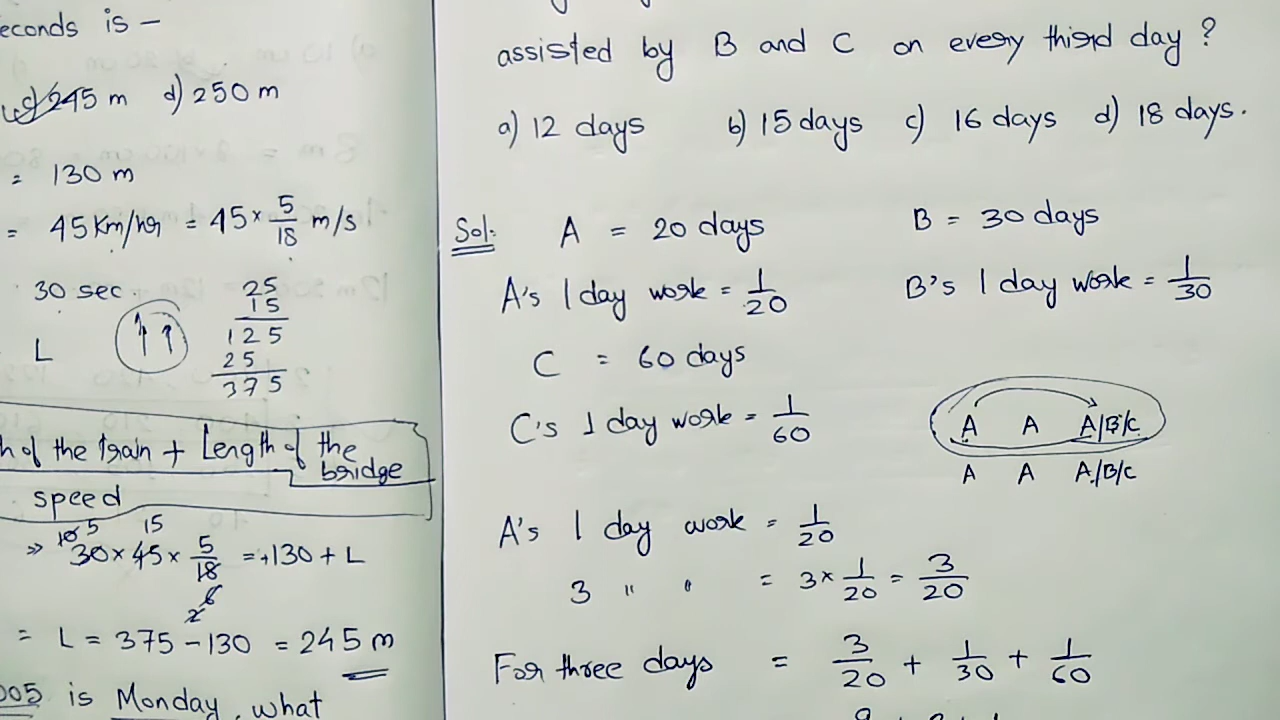 econds is -
c) 245 m d) 250 m
= 130 m
= 45 Km/hr = 45 × 5/18 m/s
30 sec.
25
15
125
25
375
L
h of the train + Length of the bridge
speed
10 5 15
» 30 × 45 × 5/18 = 130 + L
6
2
= L = 375 - 130 = 245 m
005 is Monday, what
assisted by B and C on every third day?
a) 12 days b) 15 days c) 16 days d) 18 days.
Sol: A = 20 days B = 30 days
A's 1 day work = 1/20 B's 1 day work = 1/30
C = 60 days
C's 1 day work = 1/60
A A A/B/C
A A A/B/C
A's 1 day work = 1/20
3 " " = 3 × 1/20 = 3/20
For three days = 3/20 + 1/30 + 1/60